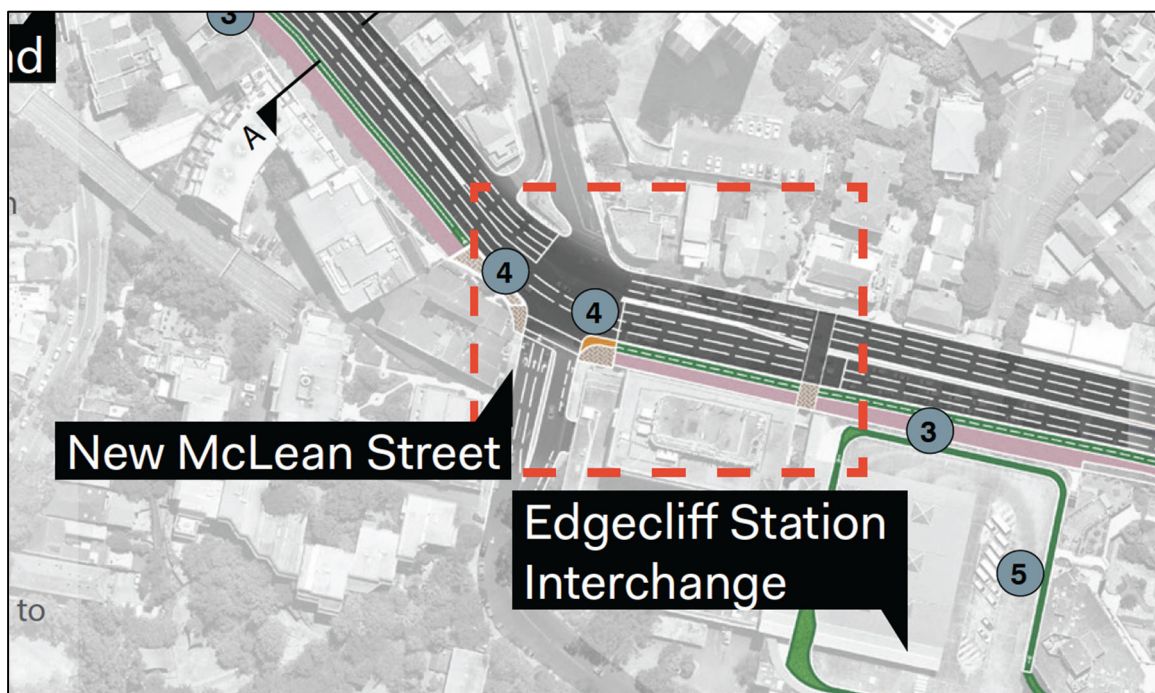 3
nd
A
n
4
4
New McLean Street
3
Edgecliff Station
Interchange
5
to